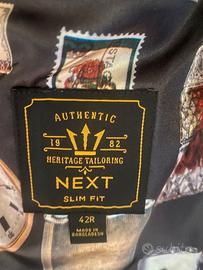 AUTHENTIC
19 82
HERITAGE TAILORING
NEXT
SLIM FIT
42R
MADE IN
BANGLADESH